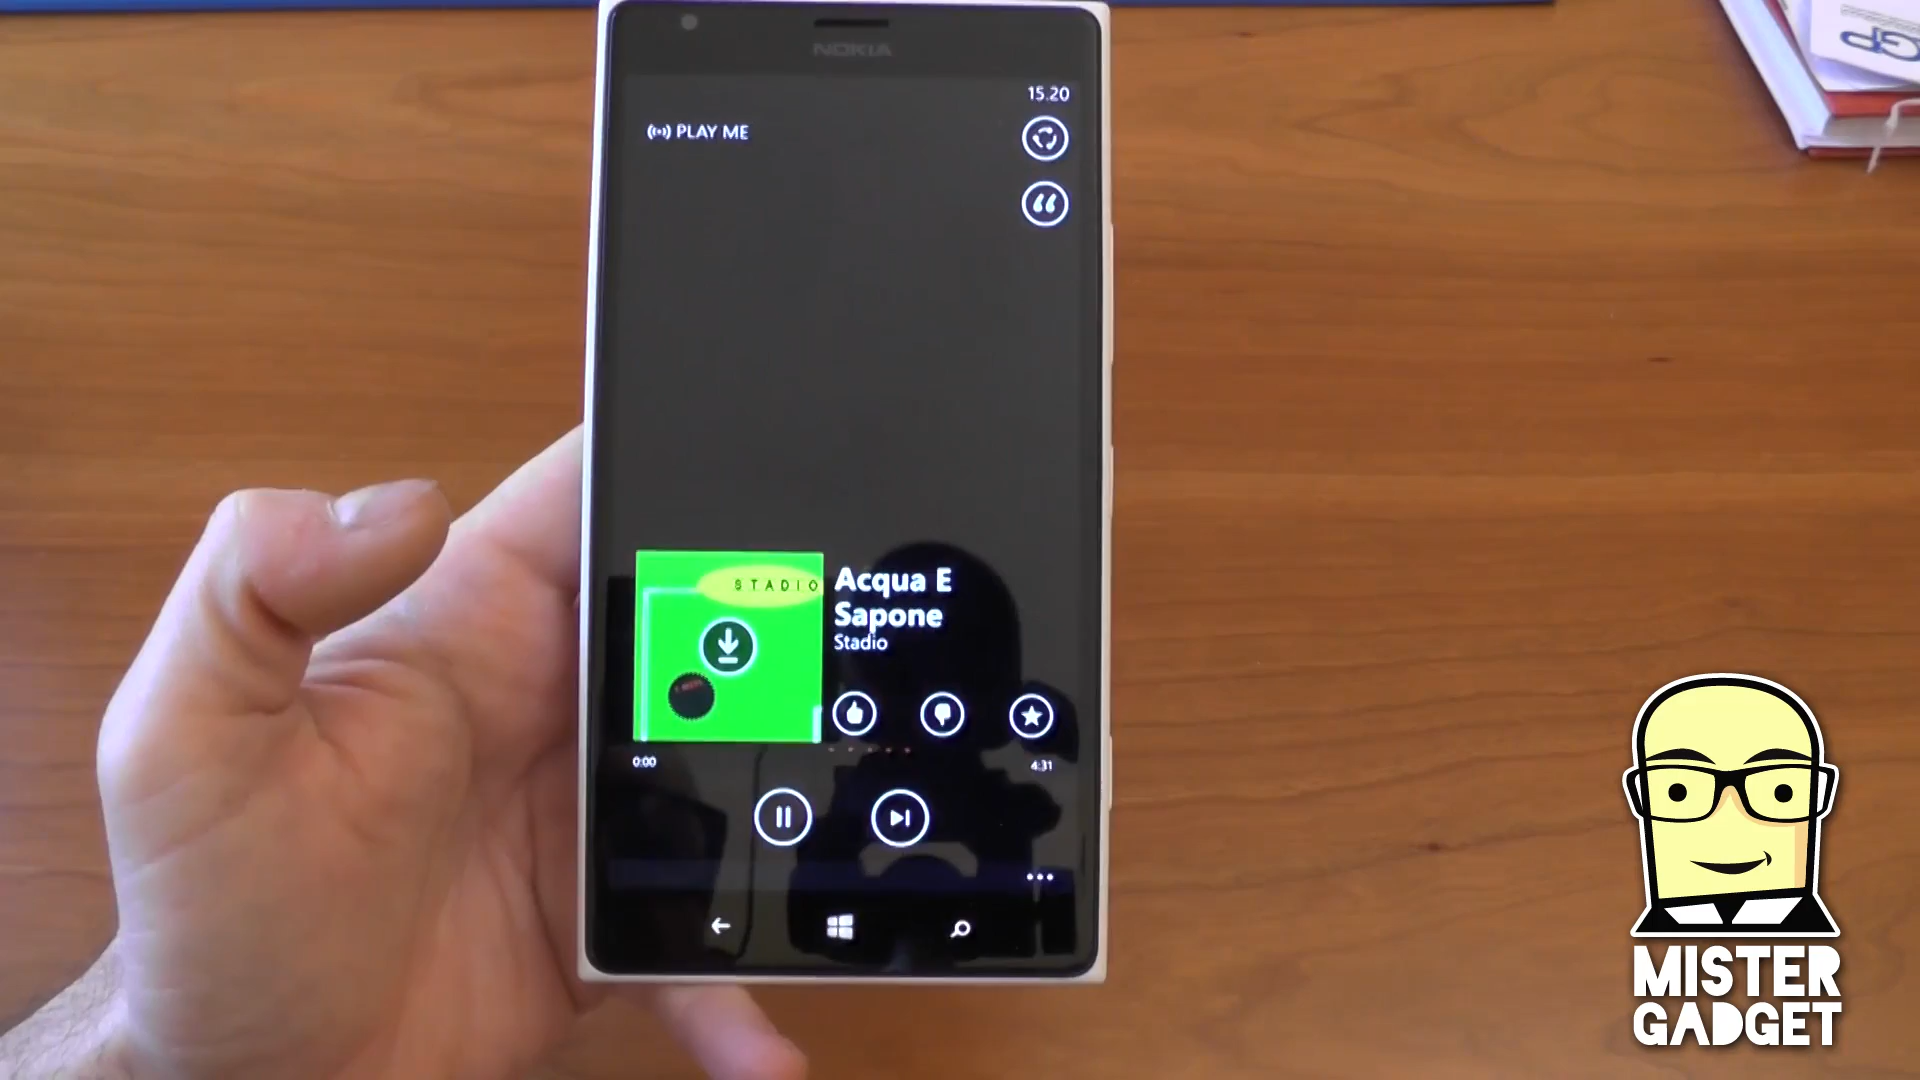 NOKIA
15.20
PLAY ME
STADIO
Acqua E
Sapone
Stadio
0:00
4:31
MISTER
GADGET